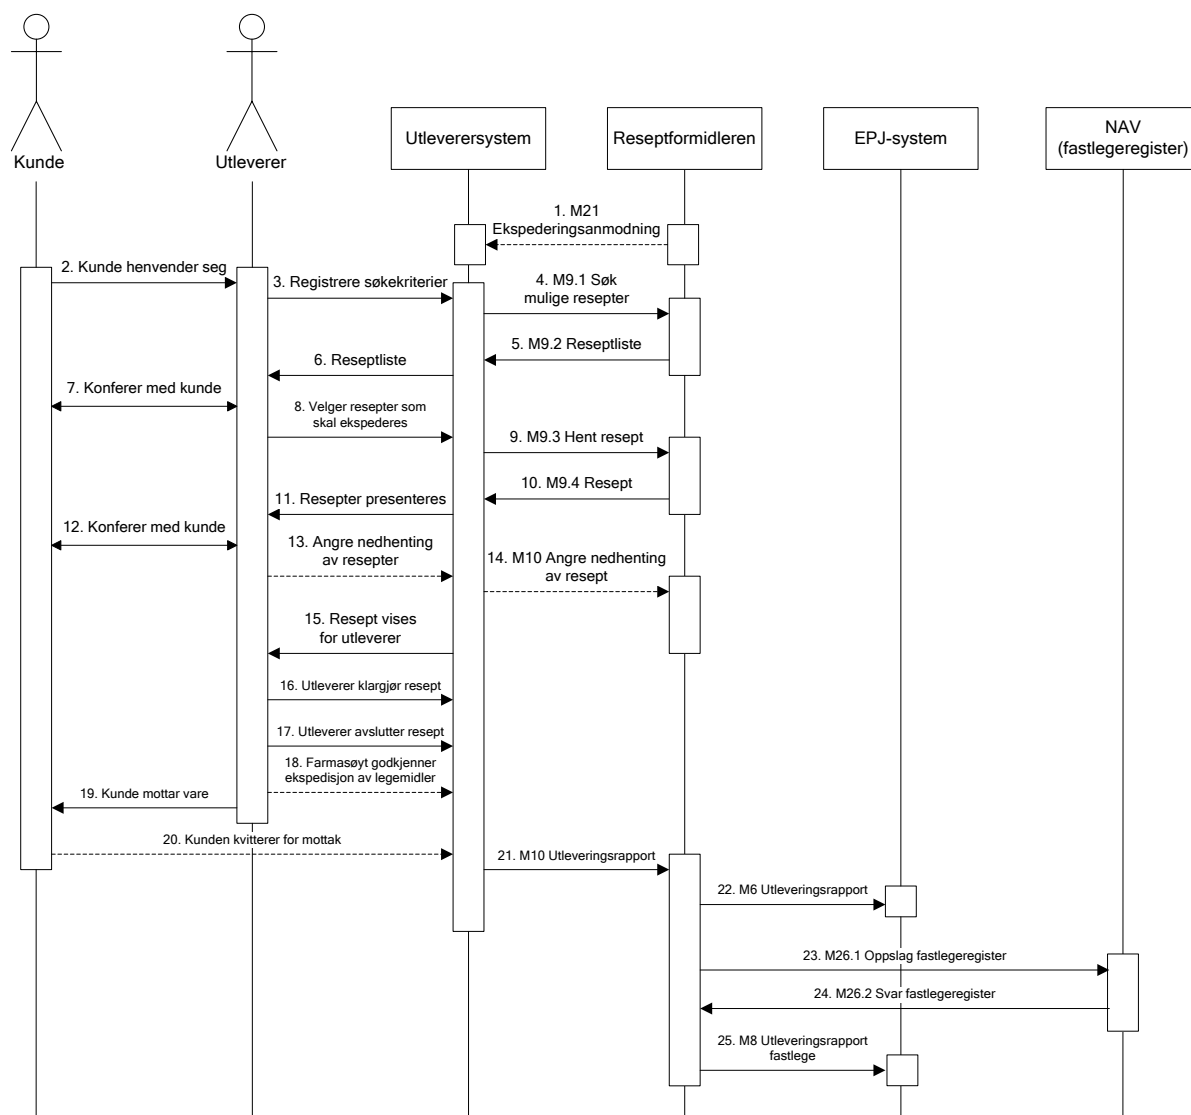 Kunde
Utleverer
Utleverersystem
Reseptformidleren
EPJ-system
NAV
(fastlegeregister)
1. M21
Ekspederingsanmodning
2. Kunde henvender seg
3. Registrere søkekriterier
4. M9.1 Søk
mulige resepter
5. M9.2 Reseptliste
6. Reseptliste
7. Konferer med kunde
8. Velger resepter som
skal ekspederes
9. M9.3 Hent resept
10. M9.4 Resept
11. Resepter presenteres
12. Konferer med kunde
13. Angre nedhenting
av resepter
14. M10 Angre nedhenting
av resept
15. Resept vises
for utleverer
16. Utleverer klargjør resept
17. Utleverer avslutter resept
18. Farmasøyt godkjenner
ekspedisjon av legemidler
19. Kunde mottar vare
20. Kunden kvitterer for mottak
21. M10 Utleveringsrapport
22. M6 Utleveringsrapport
23. M26.1 Oppslag fastlegeregister
24. M26.2 Svar fastlegeregister
25. M8 Utleveringsrapport
fastlege